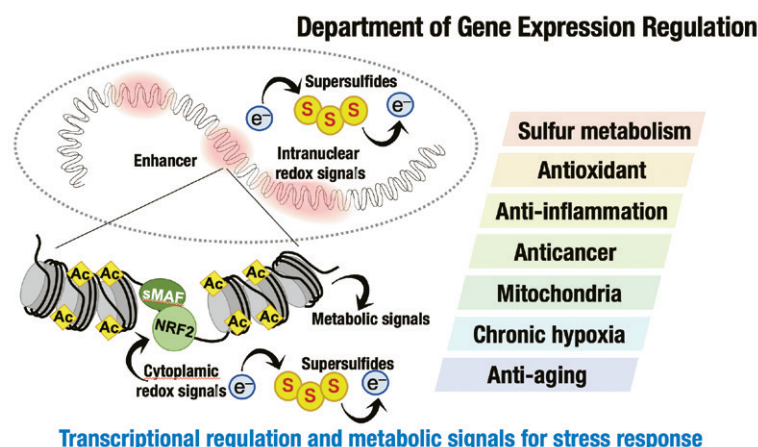 Department of Gene Expression Regulation
Supersulfides
e⁻
S S S
e⁻
Enhancer
Intranuclear
redox signals
Sulfur metabolism
Antioxidant
Anti-inflammation
Anticancer
Mitochondria
Chronic hypoxia
Anti-aging
Ac
Ac
Ac
Ac
sMAF
NRF2
Ac
Ac
Ac
Metabolic signals
Cytoplamic
redox signals
Supersulfides
e⁻
S S S
e⁻
Transcriptional regulation and metabolic signals for stress response